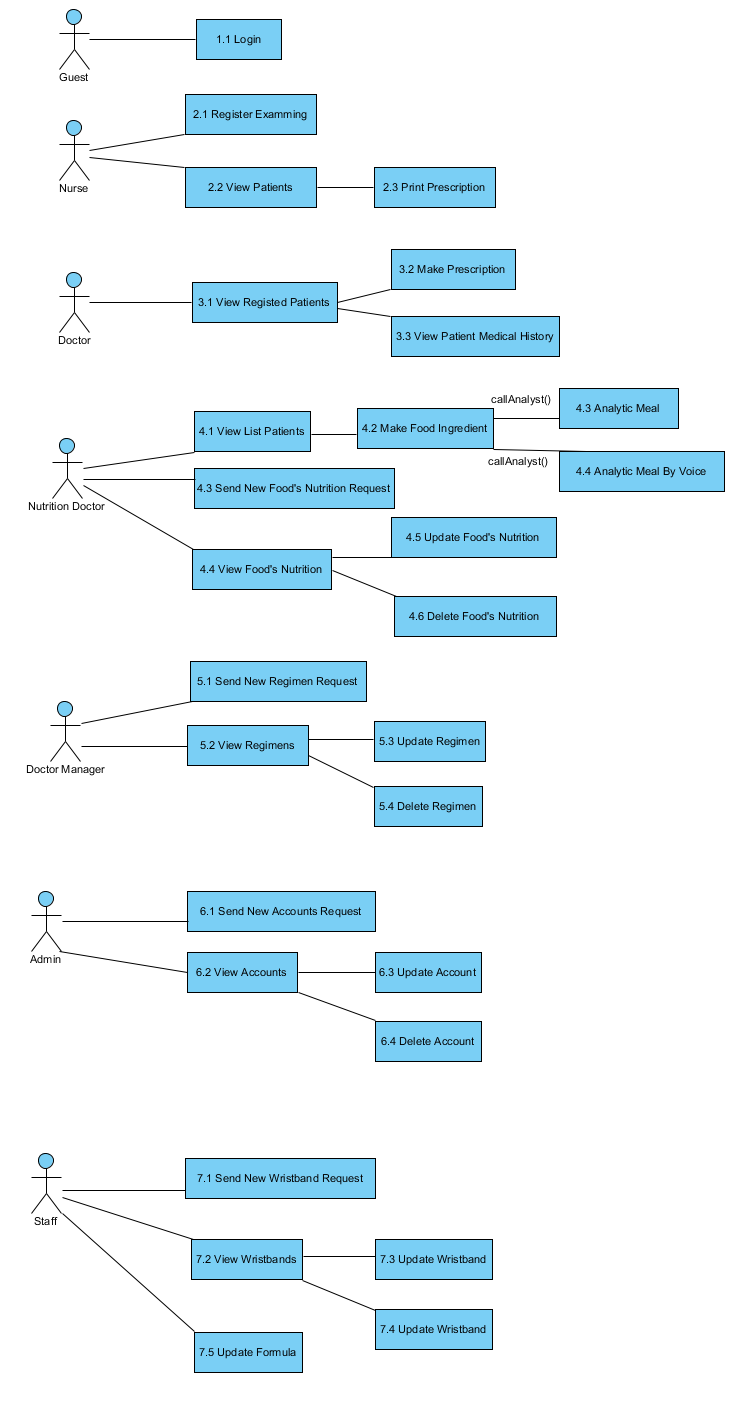 1.1 Login
Guest
2.1 Register Examming
Nurse
2.2 View Patients
2.3 Print Prescription
3.2 Make Prescription
3.1 View Registed Patients
Doctor
3.3 View Patient Medical History
callAnalyst()
4.3 Analytic Meal
4.1 View List Patients
4.2 Make Food Ingredient
callAnalyst()
4.4 Analytic Meal By Voice
4.3 Send New Food's Nutrition Request
Nutrition Doctor
4.5 Update Food's Nutrition
4.4 View Food's Nutrition
4.6 Delete Food's Nutrition
5.1 Send New Regimen Request
Doctor Manager
5.2 View Regimens
5.3 Update Regimen
5.4 Delete Regimen
6.1 Send New Accounts Request
Admin
6.2 View Accounts
6.3 Update Account
6.4 Delete Account
7.1 Send New Wristband Request
Staff
7.2 View Wristbands
7.3 Update Wristband
7.4 Update Wristband
7.5 Update Formula